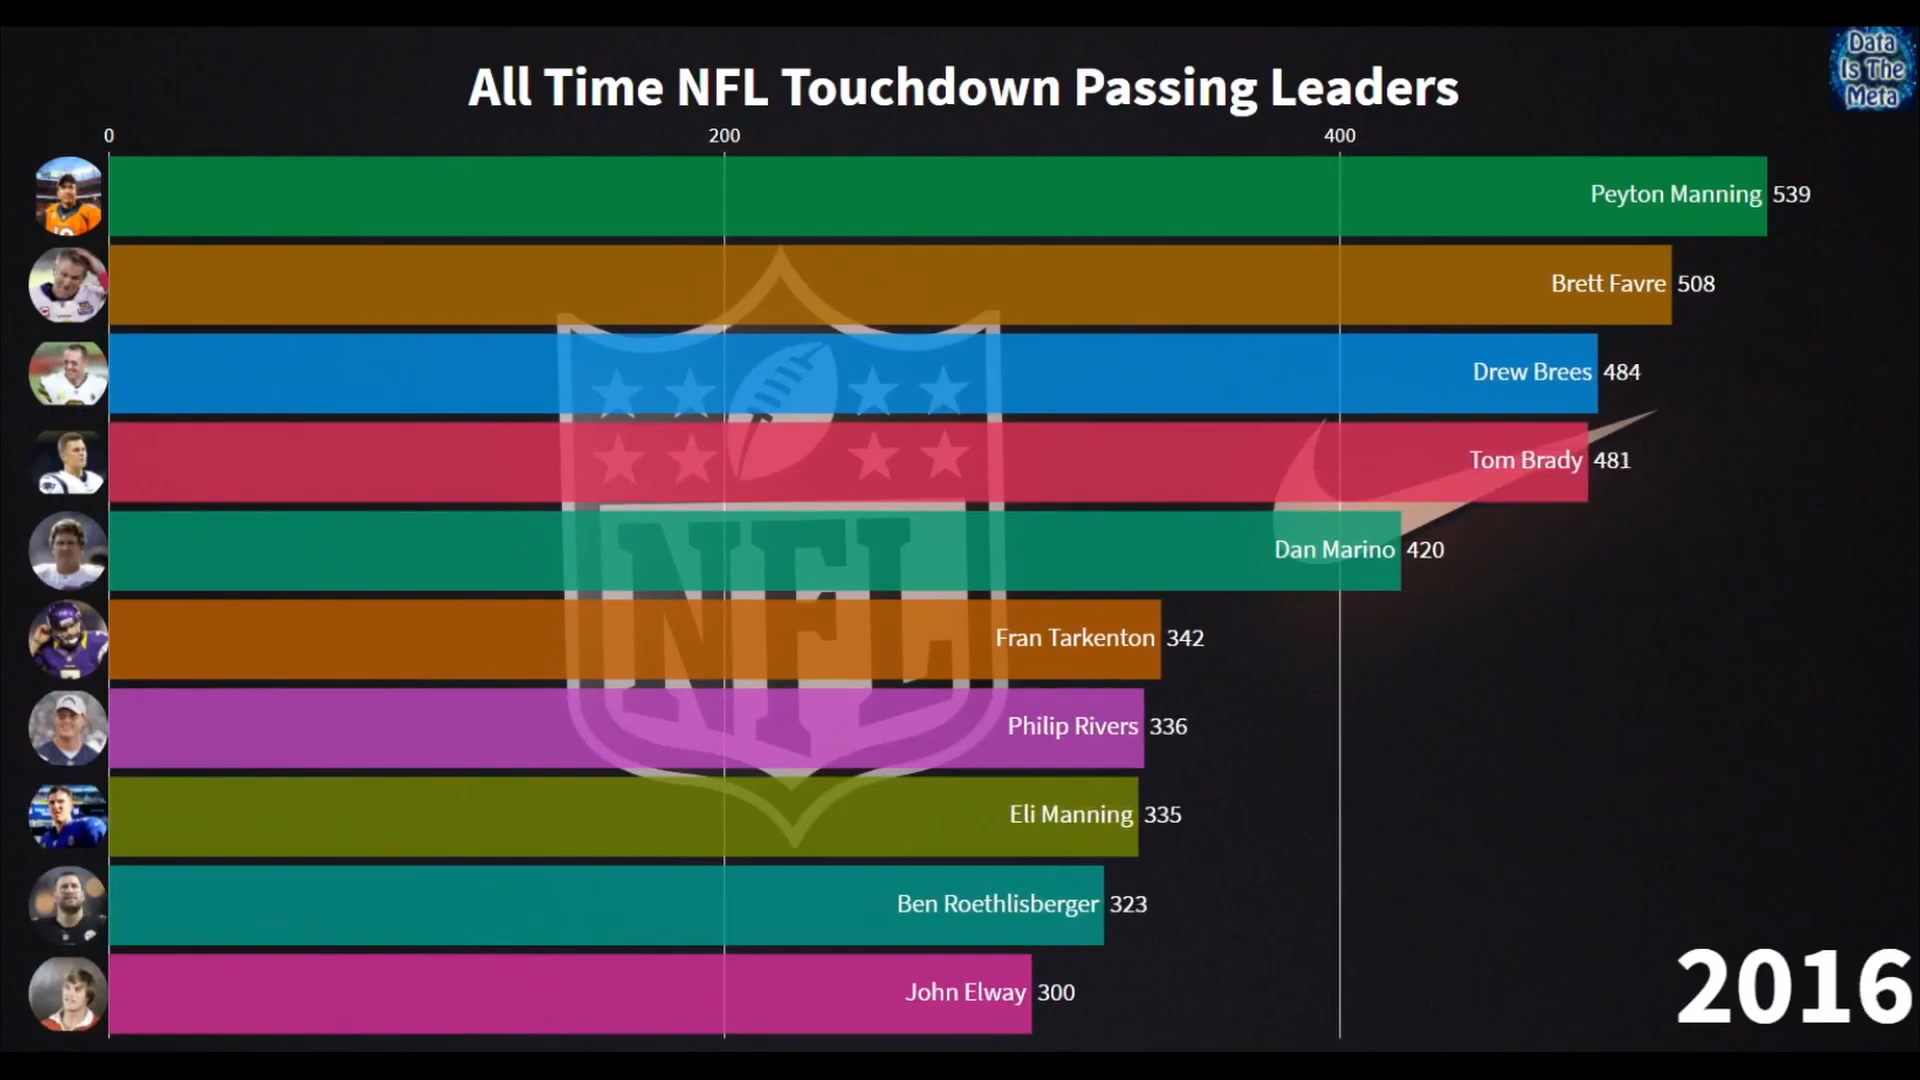 Data
Is The
Meta
All Time NFL Touchdown Passing Leaders
0 200 400
Peyton Manning 539
Brett Favre 508
Drew Brees 484
Tom Brady 481
Dan Marino 420
Fran Tarkenton 342
Philip Rivers 336
Eli Manning 335
Ben Roethlisberger 323
John Elway 300
NFL
2016